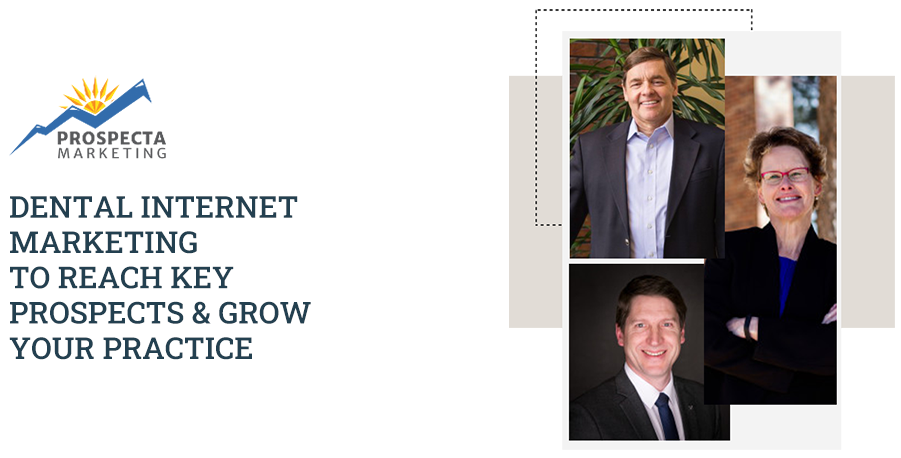 PROSPECTA
MARKETING
DENTAL INTERNET
MARKETING
TO REACH KEY
PROSPECTS & GROW
YOUR PRACTICE